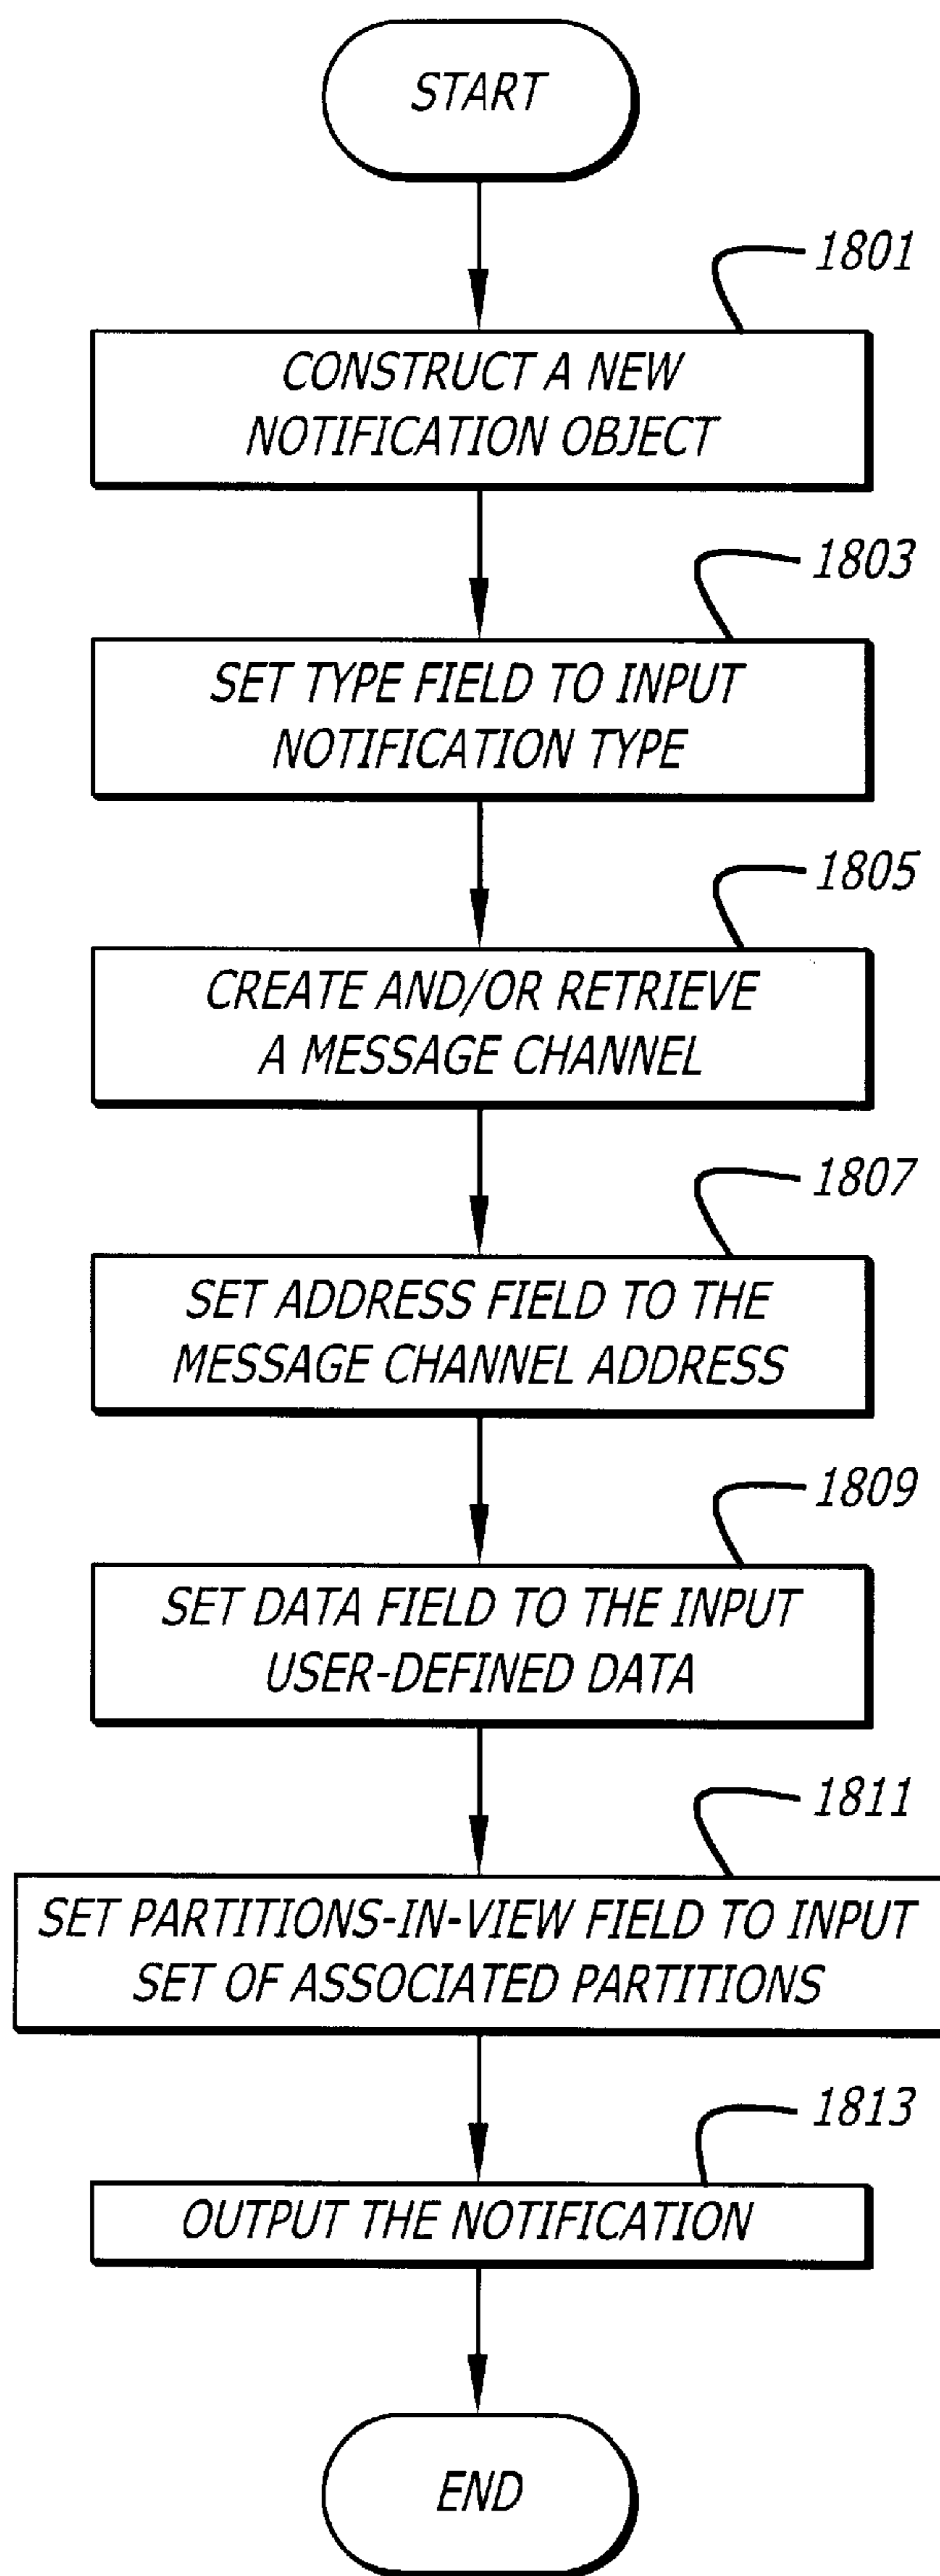 START
1801
CONSTRUCT A NEW
NOTIFICATION OBJECT
1803
SET TYPE FIELD TO INPUT
NOTIFICATION TYPE
1805
CREATE AND/OR RETRIEVE
A MESSAGE CHANNEL
1807
SET ADDRESS FIELD TO THE
MESSAGE CHANNEL ADDRESS
1809
SET DATA FIELD TO THE INPUT
USER-DEFINED DATA
1811
SET PARTITIONS-IN-VIEW FIELD TO INPUT
SET OF ASSOCIATED PARTITIONS
1813
OUTPUT THE NOTIFICATION
END